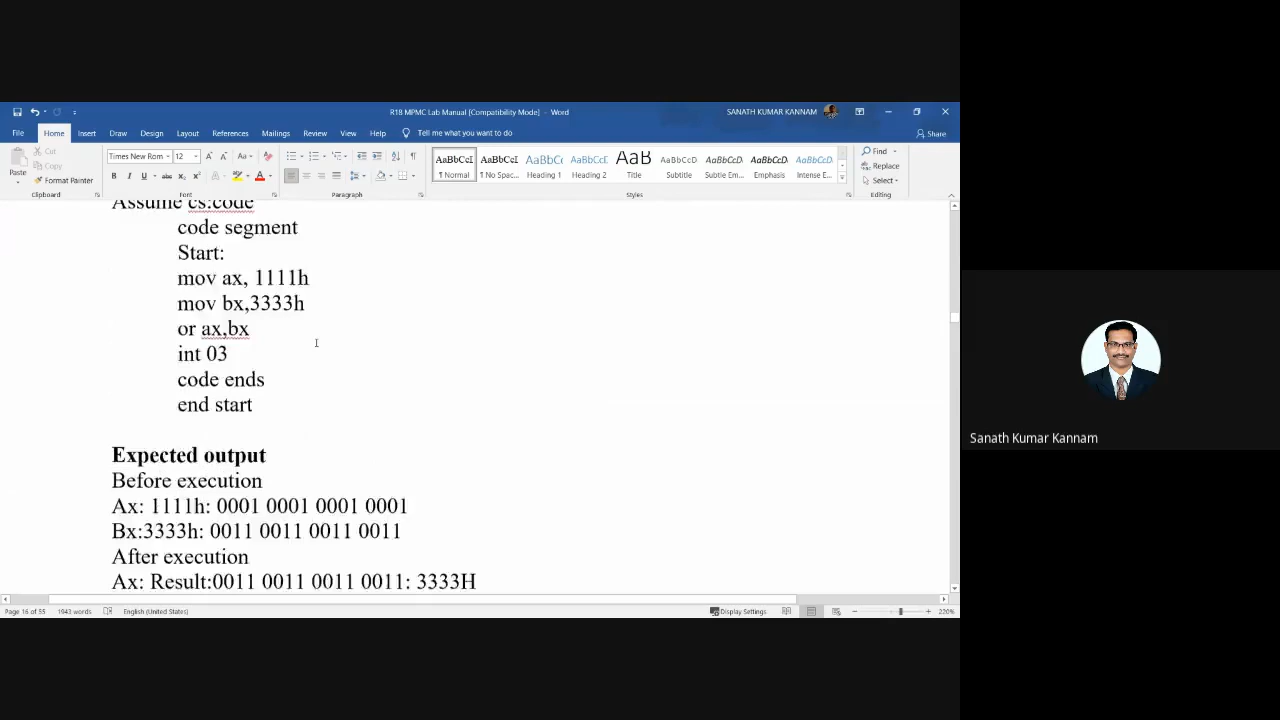 R18 MPMC Lab Manual [Compatibility Mode] - Word
SANATH KUMAR KANNAM
File Home Insert Draw Design Layout References Mailings Review View Help Tell me what you want to do
Share
Paste
Cut
Copy
Format Painter
Clipboard
Times New Rom 12
Font
Paragraph
AaBbCcI AaBbCcI AaBbCc AaBbCcE AaB AaBbCcD AaBbCcD AaBbCcD AaBbCcD
¶ Normal ¶ No Spac... Heading 1 Heading 2 Title Subtitle Subtle Em... Emphasis Intense E...
Styles
Find
Replace
Select
Editing
Assume cs:code
code segment
Start:
mov ax, 1111h
mov bx,3333h
or ax,bx
int 03
code ends
end start
Expected output
Before execution
Ax: 1111h: 0001 0001 0001 0001
Bx:3333h: 0011 0011 0011 0011
After execution
Ax: Result:0011 0011 0011 0011: 3333H
Page 16 of 55 1943 words English (United States) Display Settings 220%
Sanath Kumar Kannam